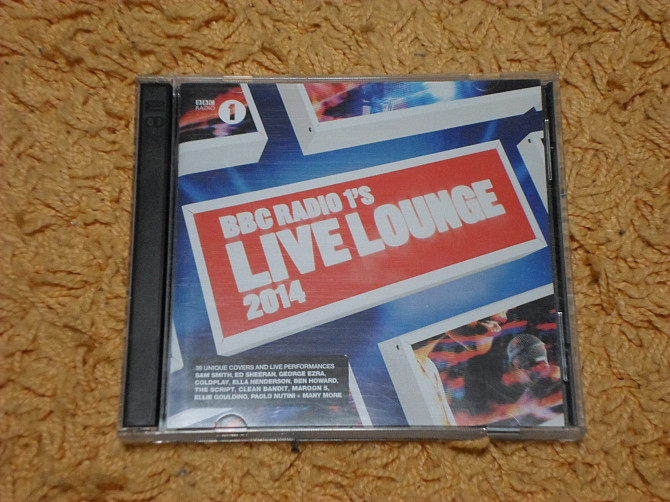 BBC
RADIO
1
BBC RADIO 1'S
LIVE LOUNGE
2014
39 UNIQUE COVERS AND LIVE PERFORMANCES
SAM SMITH, ED SHEERAN, GEORGE EZRA,
COLDPLAY, ELLA HENDERSON, BEN HOWARD,
THE SCRIPT, CLEAN BANDIT, MAROON 5,
ELLIE GOULDING, PAOLO NUTINI + MANY MORE